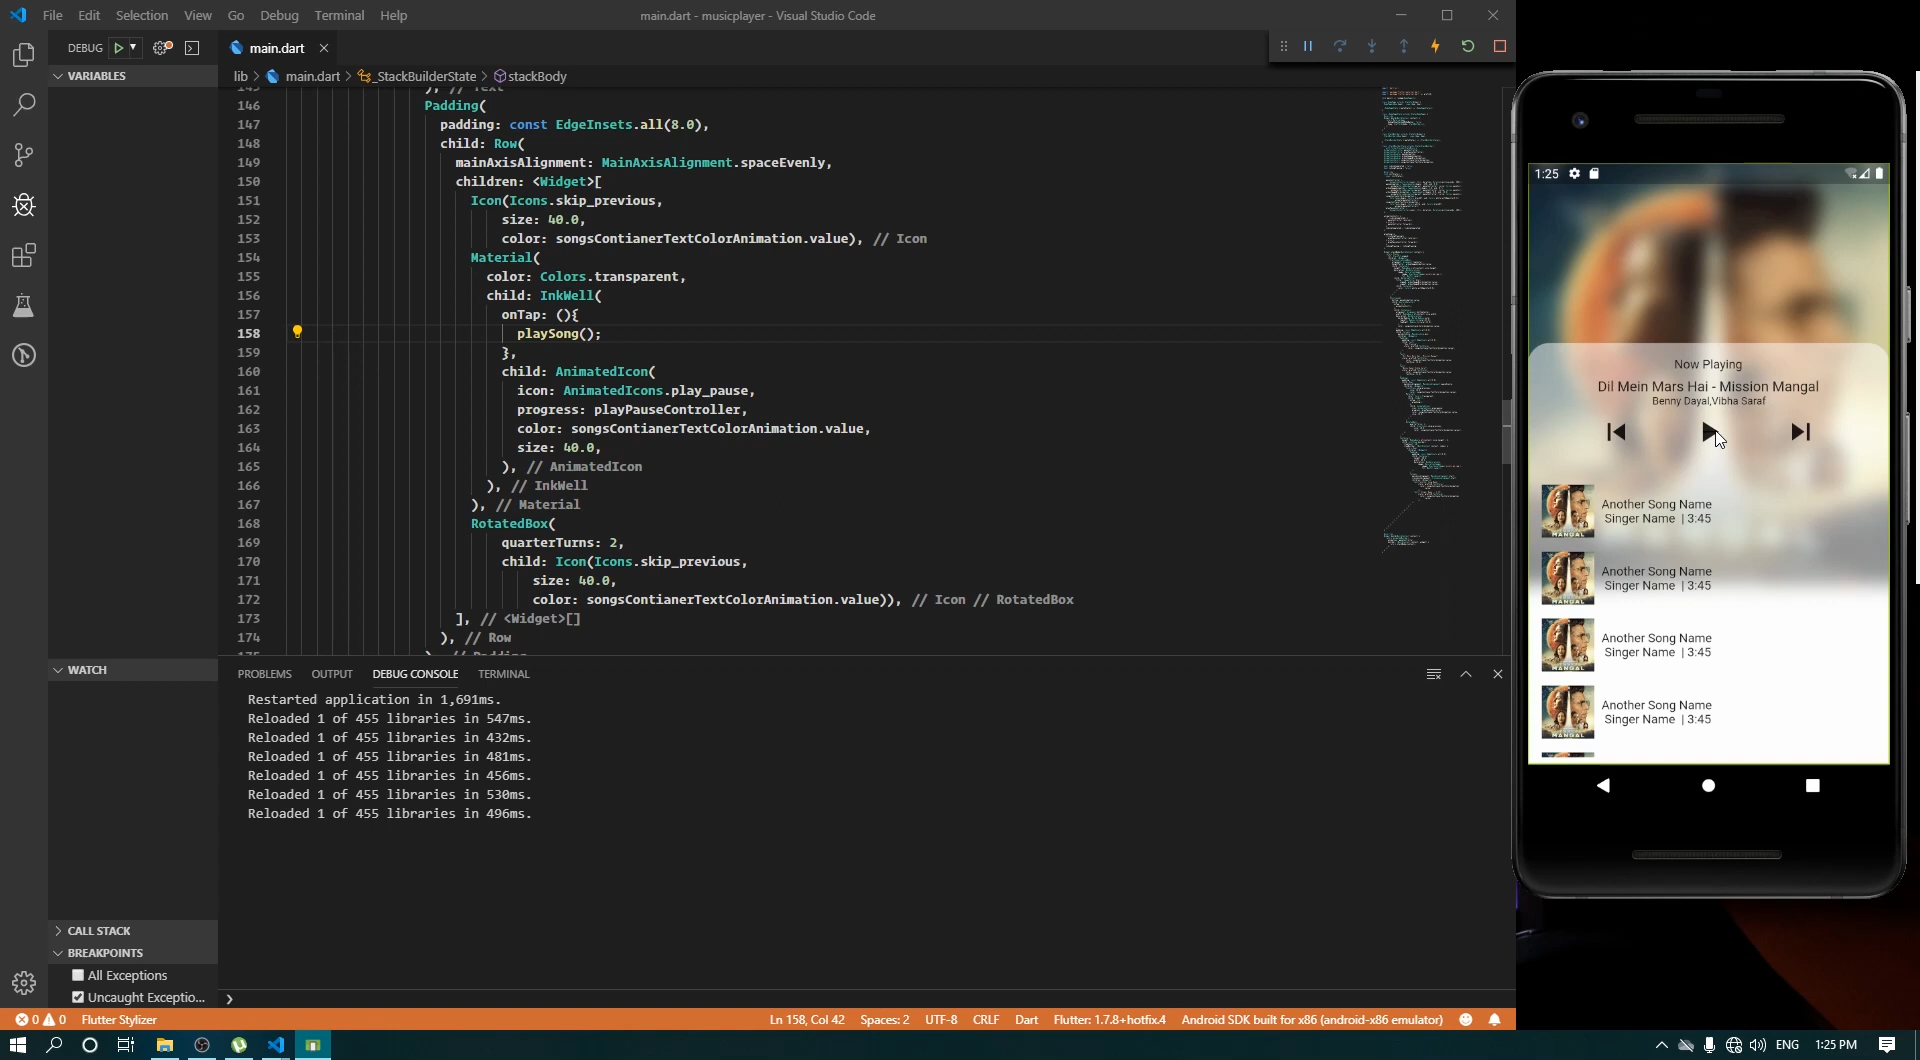 File Edit Selection View Go Debug Terminal Help
main.dart - musicplayer - Visual Studio Code
DEBUG
main.dart
VARIABLES
lib > main.dart > _StackBuilderState > stackBody
145 ), // Text
146 Padding(
147 padding: const EdgeInsets.all(8.0),
148 child: Row(
149 mainAxisAlignment: MainAxisAlignment.spaceEvenly,
150 children: <Widget>[
151 Icon(Icons.skip_previous,
152 size: 40.0,
153 color: songsContianerTextColorAnimation.value), // Icon
154 Material(
155 color: Colors.transparent,
156 child: InkWell(
157 onTap: (){
158 playSong();
159 },
160 child: AnimatedIcon(
161 icon: AnimatedIcons.play_pause,
162 progress: playPauseController,
163 color: songsContianerTextColorAnimation.value,
164 size: 40.0,
165 ), // AnimatedIcon
166 ), // InkWell
167 ), // Material
168 RotatedBox(
169 quarterTurns: 2,
170 child: Icon(Icons.skip_previous,
171 size: 40.0,
172 color: songsContianerTextColorAnimation.value)), // Icon // RotatedBox
173 ], // <Widget>[]
174 ), // Row
175 ), // Padding
WATCH
CALL STACK
BREAKPOINTS
All Exceptions
Uncaught Exceptio...
PROBLEMS OUTPUT DEBUG CONSOLE TERMINAL
Restarted application in 1,691ms.
Reloaded 1 of 455 libraries in 547ms.
Reloaded 1 of 455 libraries in 432ms.
Reloaded 1 of 455 libraries in 481ms.
Reloaded 1 of 455 libraries in 456ms.
Reloaded 1 of 455 libraries in 530ms.
Reloaded 1 of 455 libraries in 496ms.
0 0 Flutter Stylizer
Ln 158, Col 42 Spaces: 2 UTF-8 CRLF Dart Flutter: 1.7.8+hotfix.4 Android SDK built for x86 (android-x86 emulator)
ENG 1:25 PM
1:25
Now Playing
Dil Mein Mars Hai - Mission Mangal
Benny Dayal,Vibha Saraf
Another Song Name
Singer Name | 3:45
MANGAL
Another Song Name
Singer Name | 3:45
MANGAL
Another Song Name
Singer Name | 3:45
MANGAL
Another Song Name
Singer Name | 3:45
MANGAL